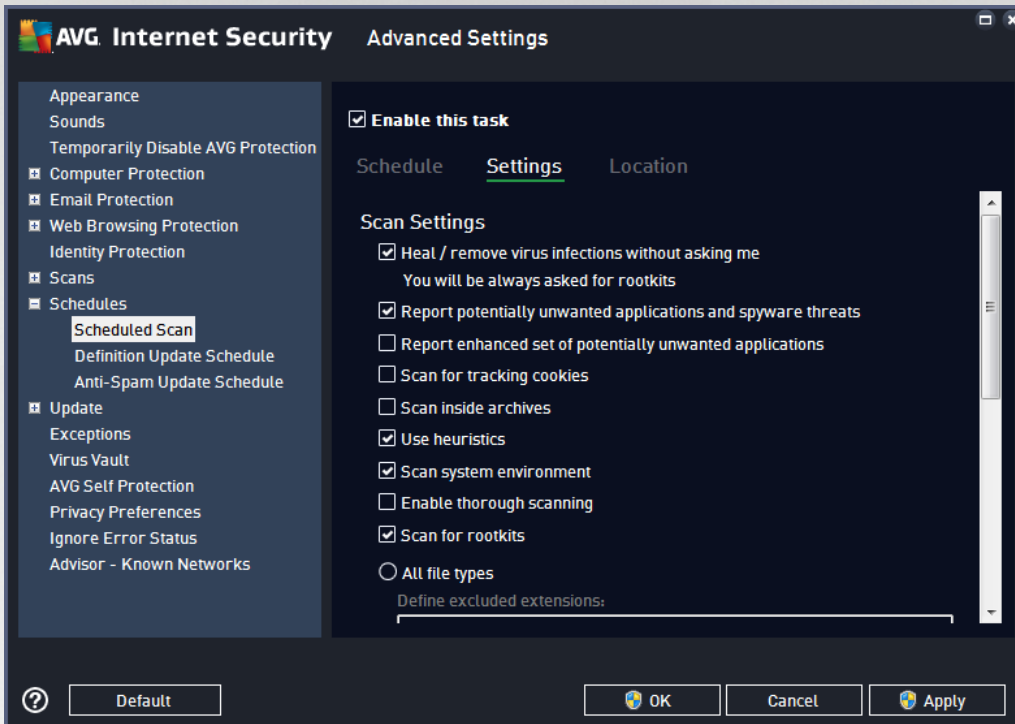 AVG. Internet Security Advanced Settings
Appearance
Sounds
Temporarily Disable AVG Protection
Computer Protection
Email Protection
Web Browsing Protection
Identity Protection
Scans
Schedules
Scheduled Scan
Definition Update Schedule
Anti-Spam Update Schedule
Update
Exceptions
Virus Vault
AVG Self Protection
Privacy Preferences
Ignore Error Status
Advisor - Known Networks
Enable this task
Schedule Settings Location
Scan Settings
Heal / remove virus infections without asking me
You will be always asked for rootkits
Report potentially unwanted applications and spyware threats
Report enhanced set of potentially unwanted applications
Scan for tracking cookies
Scan inside archives
Use heuristics
Scan system environment
Enable thorough scanning
Scan for rootkits
All file types
Define excluded extensions:
? Default OK Cancel Apply